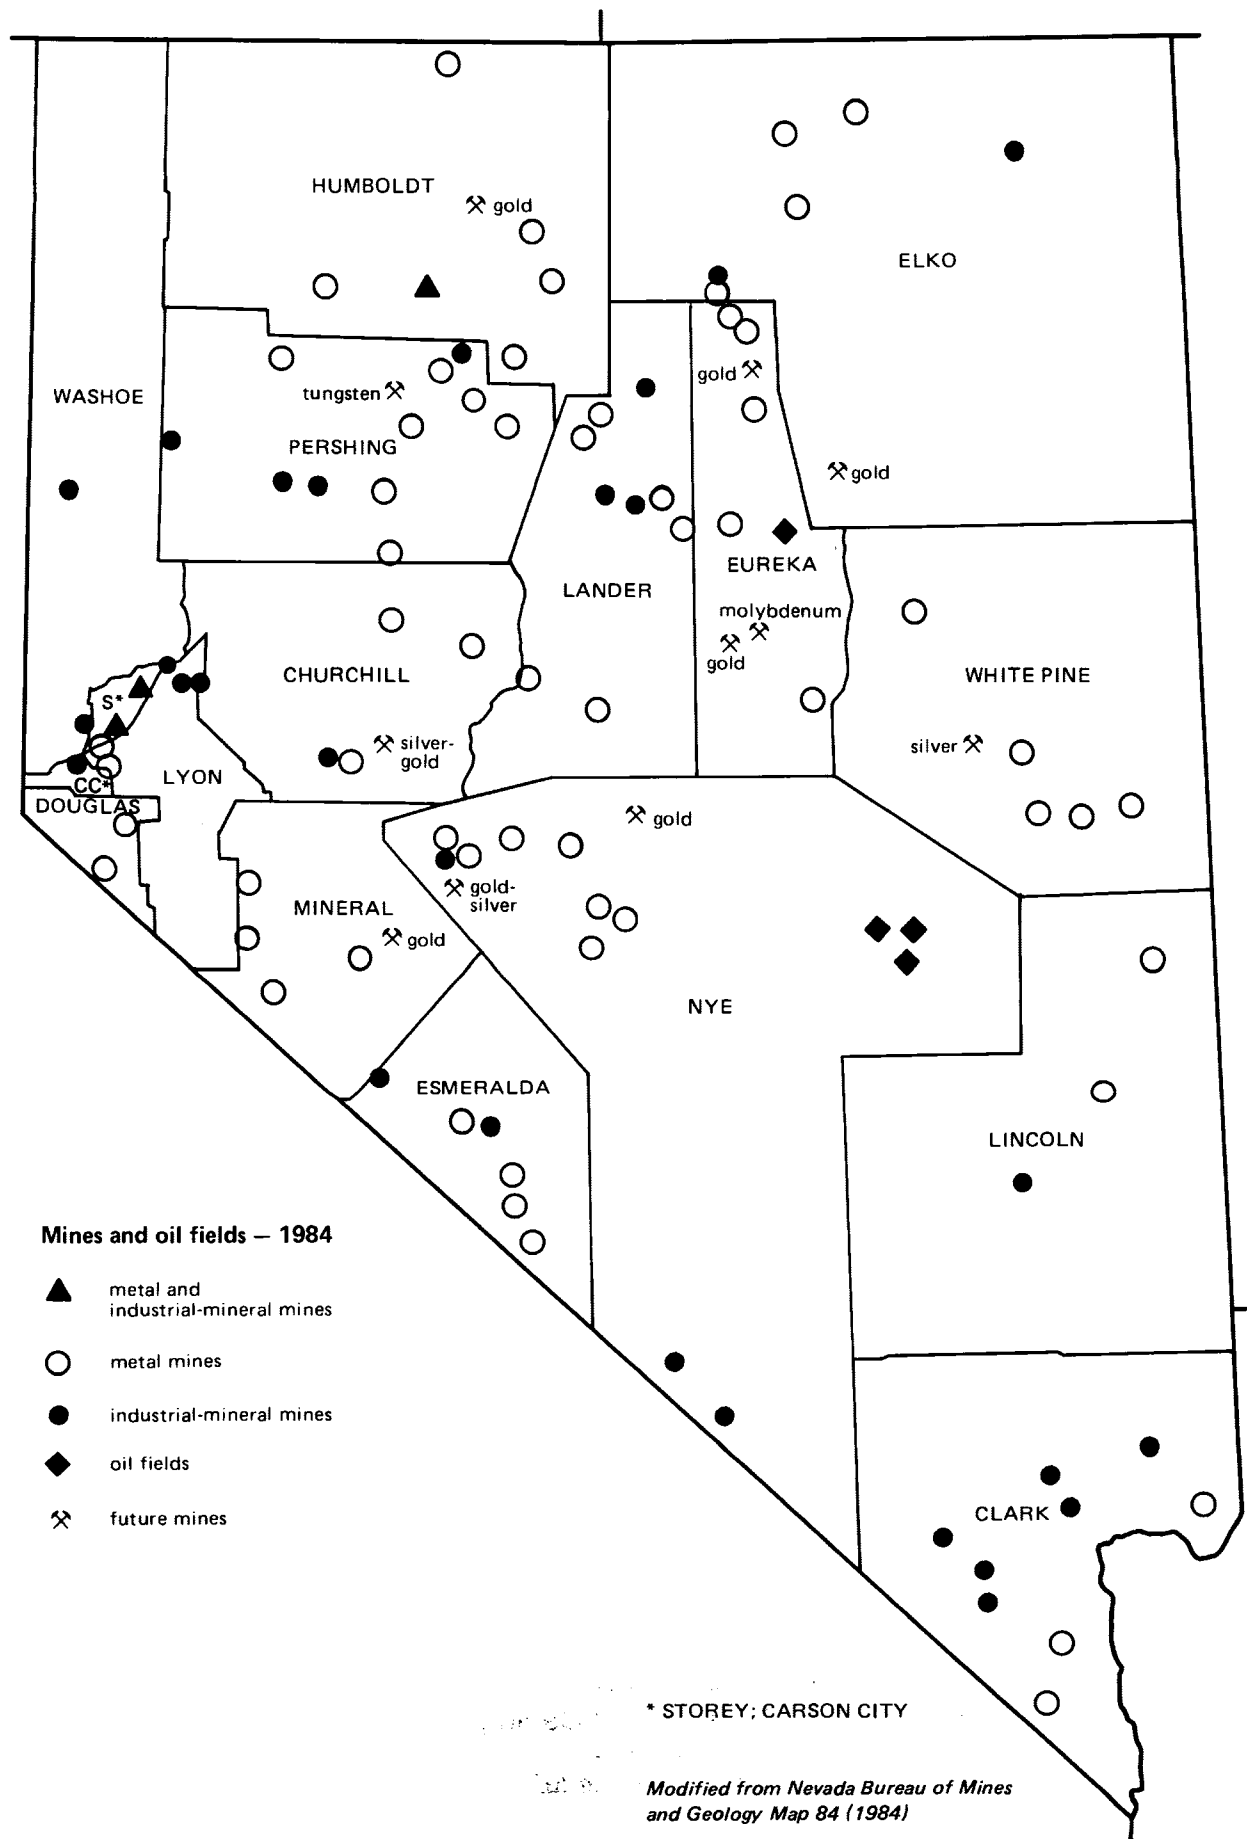 HUMBOLDT
gold
ELKO
WASHOE
tungsten
gold
PERSHING
gold
EUREKA
LANDER
molybdenum
gold
CHURCHILL
WHITE PINE
S*
silver-
gold
silver
LYON
CC*
DOUGLAS
gold
gold-
silver
MINERAL
gold
NYE
ESMERALDA
LINCOLN
Mines and oil fields — 1984
metal and
industrial-mineral mines
metal mines
industrial-mineral mines
oil fields
future mines
CLARK
* STOREY; CARSON CITY
Modified from Nevada Bureau of Mines
and Geology Map 84 (1984)